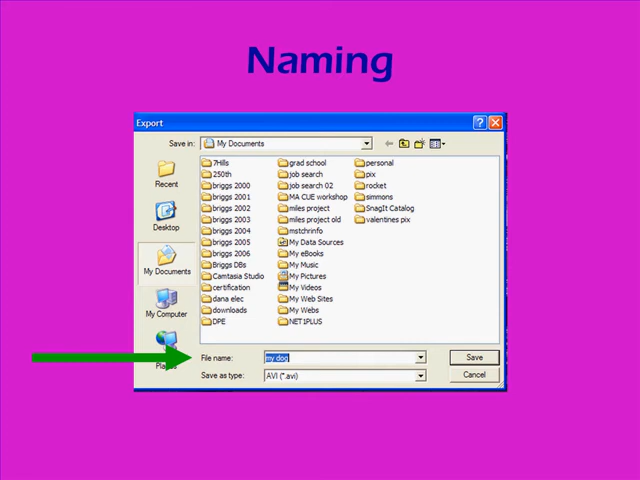 Naming
Export
Save in:
My Documents
Recent
Desktop
My Documents
My Computer
7Hills
250th
briggs 2000
briggs 2001
briggs 2002
briggs 2003
briggs 2004
briggs 2005
briggs 2006
Briggs DBs
Camtasia Studio
certification
dana elec
downloads
DPE
grad school
job search
job search 02
MA CUE workshop
miles project
miles project old
mstchrinfo
My Data Sources
My eBooks
My Music
My Pictures
My Videos
My Web Sites
My Webs
NET1PLUS
personal
pix
rocket
simmons
SnagIt Catalog
valentines pix
File name:
my dog
Save
Save as type:
AVI (*.avi)
Cancel